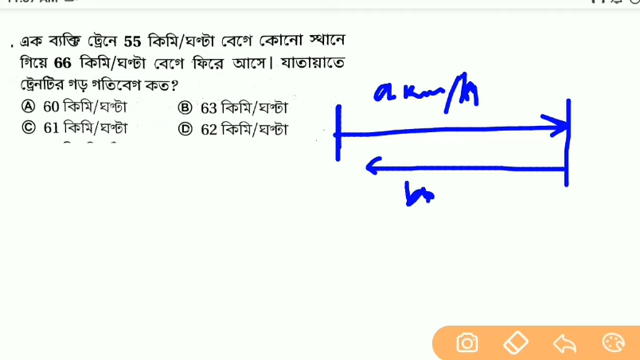 . এক ব্যক্তি ট্রেনে 55 কিমি/ঘণ্টা বেগে কোনো স্থানে
গিয়ে 66 কিমি/ঘণ্টা বেগে ফিরে আসে। যাতায়াতে
ট্রেনটির গড় গতিবেগ কত?
Ⓐ 60 কিমি/ঘণ্টা Ⓑ 63 কিমি/ঘণ্টা
Ⓒ 61 কিমি/ঘণ্টা Ⓓ 62 কিমি/ঘণ্টা
a km/h